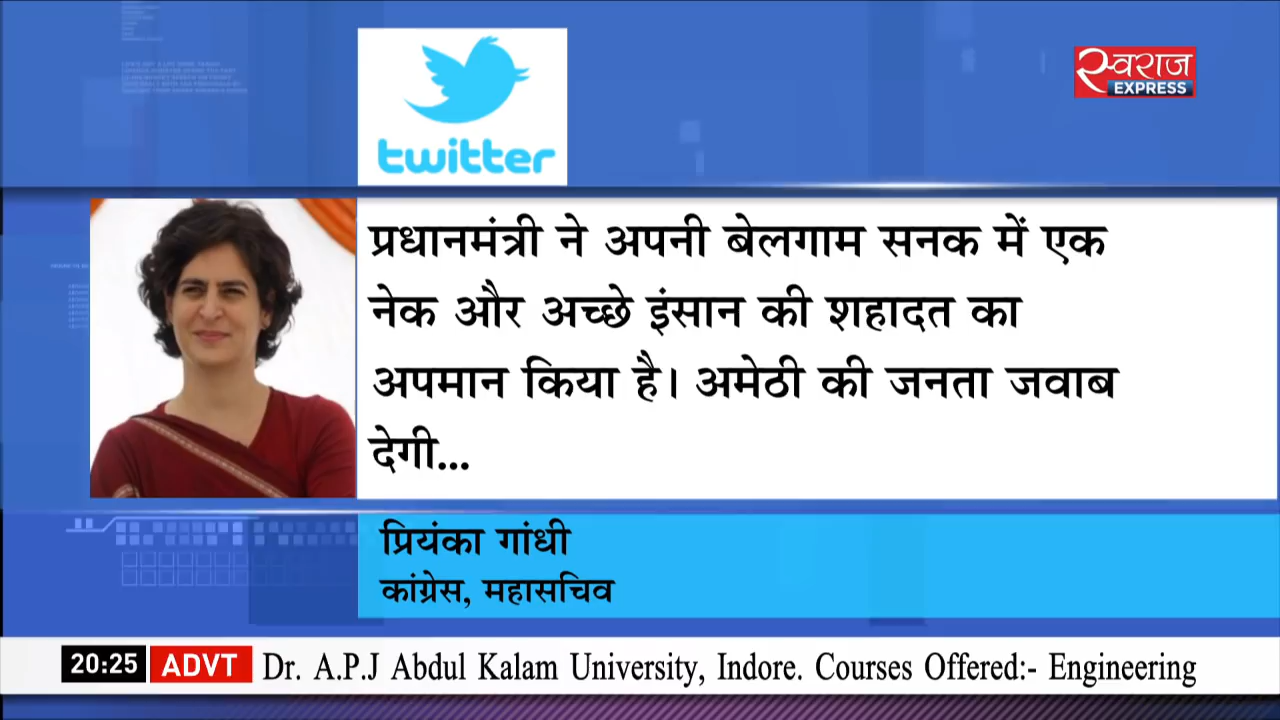 twitter
स्वराज
EXPRESS
प्रधानमंत्री ने अपनी बेलगाम सनक में एक
नेक और अच्छे इंसान की शहादत का
अपमान किया है। अमेठी की जनता जवाब
देगी...
प्रियंका गांधी
कांग्रेस, महासचिव
20:25 ADVT Dr. A.P.J Abdul Kalam University, Indore. Courses Offered:- Engineering